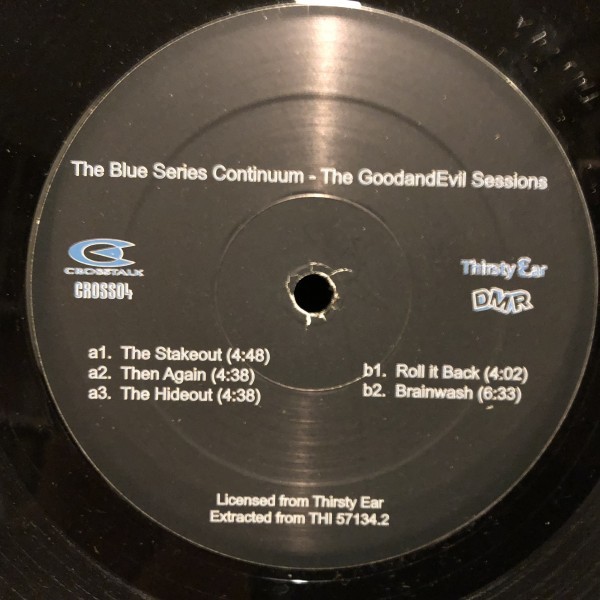 The Blue Series Continuum - The GoodandEvil Sessions
CROSSTALK
CROSS04
Thirsty Ear
DMR
a1. The Stakeout (4:48)
a2. Then Again (4:38)
a3. The Hideout (4:38)
b1. Roll it Back (4:02)
b2. Brainwash (6:33)
Licensed from Thirsty Ear
Extracted from THI 57134.2